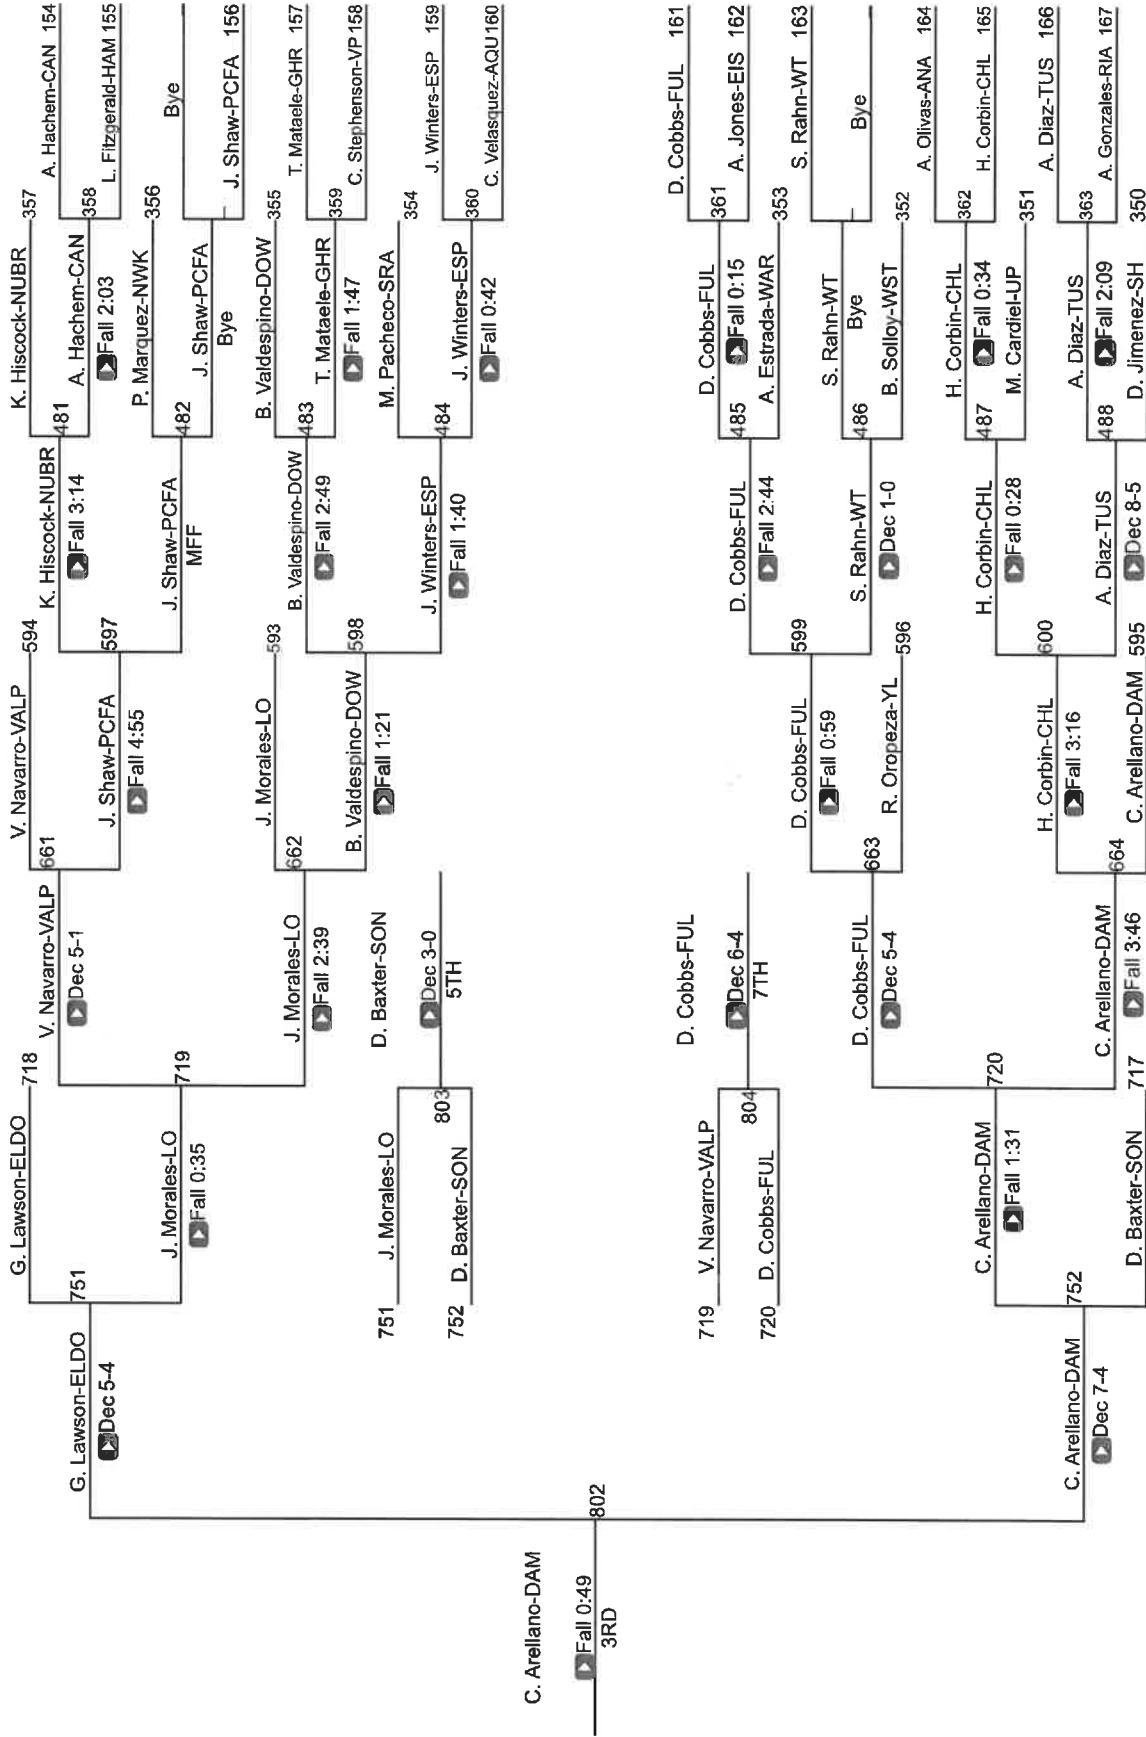 K. Hiscock-NUBR 357
A. Hachem-CAN 154
358
L. Fitzgerald-HAM 155
481
A. Hachem-CAN
Fall 2:03
P. Marquez-NWK 356
Bye
482
J. Shaw-PCFA
Bye
J. Shaw-PCFA 156
B. Valdespino-DOW 355
T. Mataele-GHR 157
483
T. Mataele-GHR
Fall 1:47
359
C. Stephenson-VP 158
M. Pacheco-SRA 354
J. Winters-ESP 159
484
J. Winters-ESP
Fall 0:42
360
C. Velasquez-AQU 160
V. Navarro-VALP 594
K. Hiscock-NUBR
Fall 3:14
661
J. Shaw-PCFA
Fall 4:55
597
J. Shaw-PCFA
MFF
J. Morales-LO 593
B. Valdespino-DOW
Fall 2:49
662
B. Valdespino-DOW
Fall 1:21
598
J. Winters-ESP
Fall 1:40
G. Lawson-ELDO 718
V. Navarro-VALP
Dec 5-1
751
J. Morales-LO
Fall 0:35
719
J. Morales-LO
Fall 2:39
G. Lawson-ELDO
Dec 5-4
751 J. Morales-LO
803
752 D. Baxter-SON
D. Baxter-SON
Dec 3-0
5TH
C. Arellano-DAM
Fall 0:49
3RD
802
719 V. Navarro-VALP
804
720 D. Cobbs-FUL
D. Cobbs-FUL
Dec 6-4
7TH
D. Cobbs-FUL 161
D. Cobbs-FUL
Fall 0:15
361
A. Jones-EIS 162
485
A. Estrada-WAR 353
S. Rahn-WT 163
S. Rahn-WT
Bye
Bye
486
B. Solloy-WST 352
A. Olivas-ANA 164
H. Corbin-CHL
Fall 0:34
362
H. Corbin-CHL 165
487
M. Cardiel-UP 351
A. Diaz-TUS 166
A. Diaz-TUS
Fall 2:09
363
A. Gonzales-RIA 167
488
D. Jimenez-SH 350
D. Cobbs-FUL
Fall 2:44
D. Cobbs-FUL
Fall 0:59
599
S. Rahn-WT
Dec 1-0
663
R. Oropeza-YL 596
H. Corbin-CHL
Fall 0:28
H. Corbin-CHL
Fall 3:16
600
A. Diaz-TUS
Dec 8-5
664
C. Arellano-DAM 595
D. Cobbs-FUL
Dec 5-4
C. Arellano-DAM
Fall 1:31
720
C. Arellano-DAM
Fall 3:46
752
D. Baxter-SON 717
C. Arellano-DAM
Dec 7-4